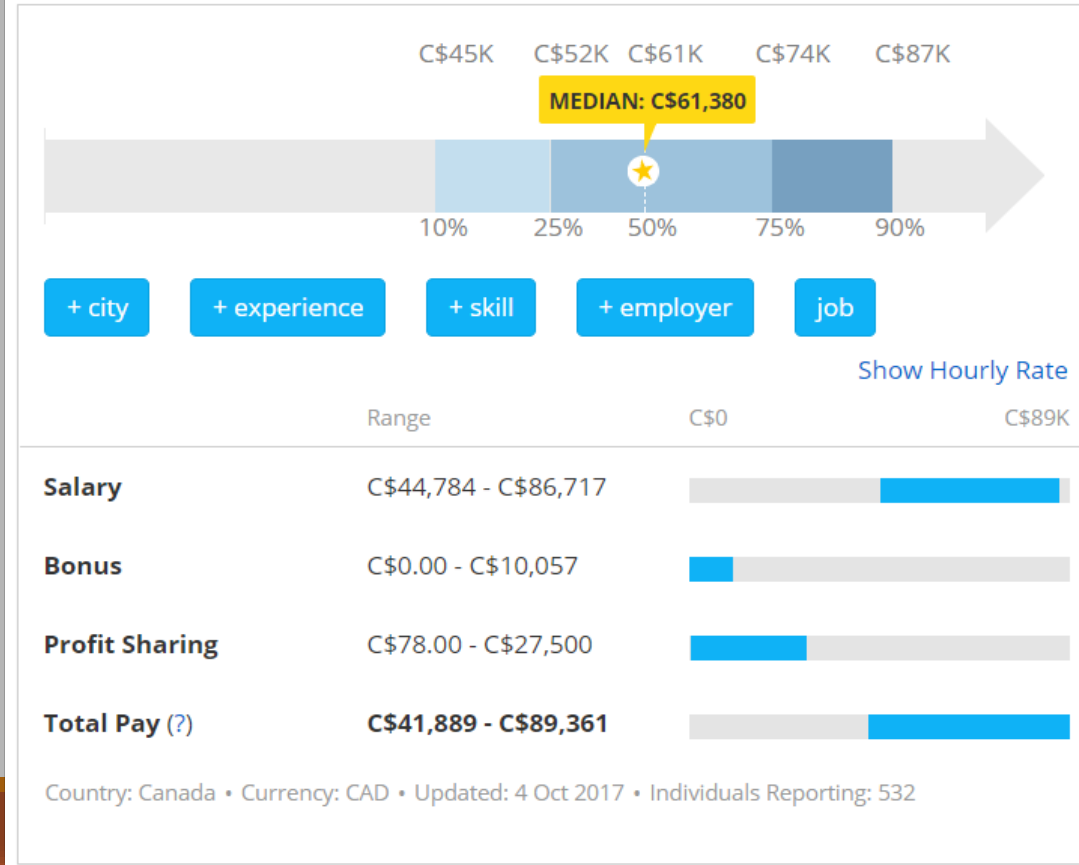 C$45K C$52K C$61K C$74K C$87K
MEDIAN: C$61,380
10% 25% 50% 75% 90%
+ city + experience + skill + employer job
Show Hourly Rate
Range C$0 C$89K
Salary C$44,784 - C$86,717
Bonus C$0.00 - C$10,057
Profit Sharing C$78.00 - C$27,500
Total Pay (?) C$41,889 - C$89,361
Country: Canada • Currency: CAD • Updated: 4 Oct 2017 • Individuals Reporting: 532